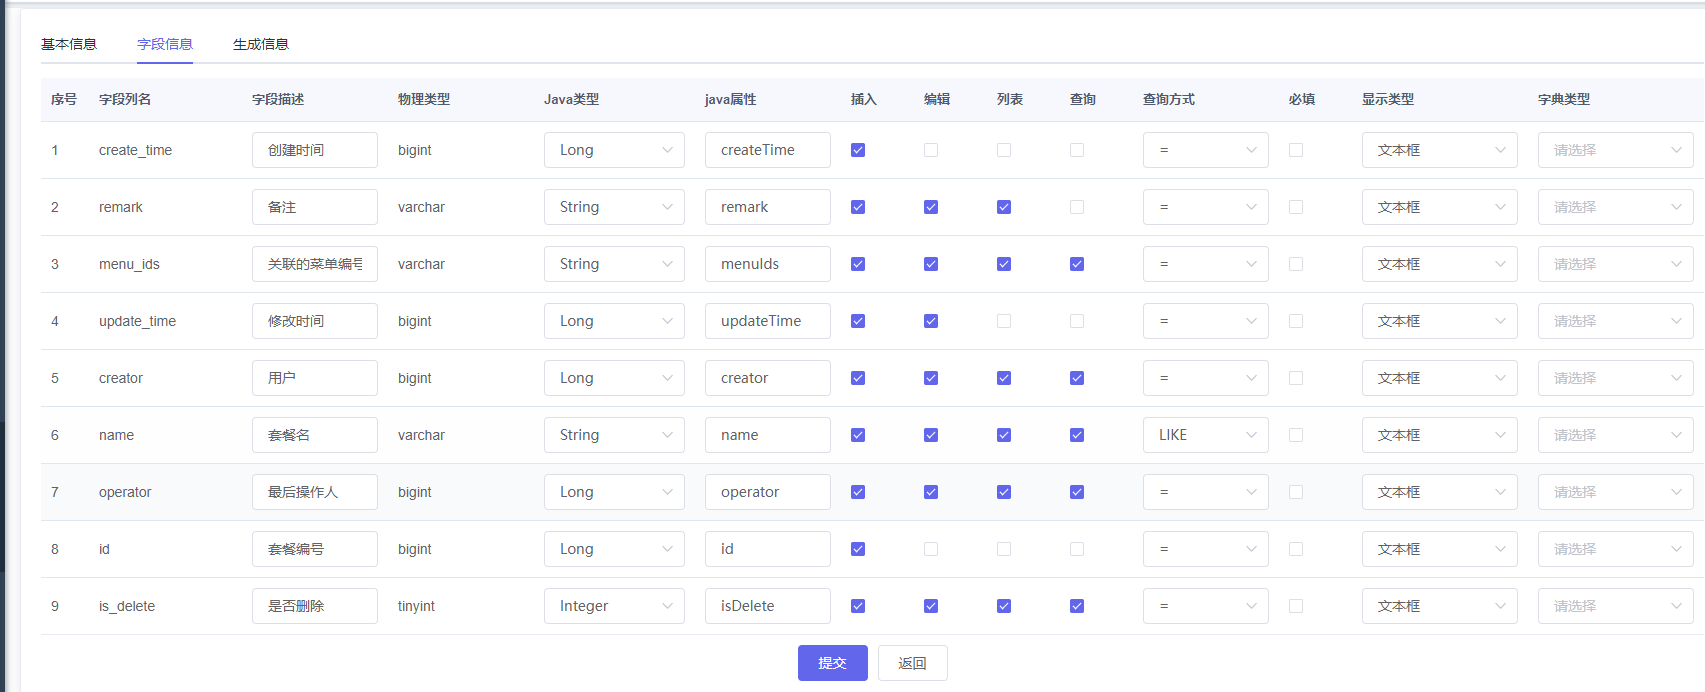 基本信息 字段信息 生成信息
序号 字段列名 字段描述 物理类型 Java类型 java属性 插入 编辑 列表 查询 查询方式 必填 显示类型 字典类型
1 create_time 创建时间 bigint Long createTime = 文本框 请选择
2 remark 备注 varchar String remark = 文本框 请选择
3 menu_ids 关联的菜单编号 varchar String menuIds = 文本框 请选择
4 update_time 修改时间 bigint Long updateTime = 文本框 请选择
5 creator 用户 bigint Long creator = 文本框 请选择
6 name 套餐名 varchar String name LIKE 文本框 请选择
7 operator 最后操作人 bigint Long operator = 文本框 请选择
8 id 套餐编号 bigint Long id = 文本框 请选择
9 is_delete 是否删除 tinyint Integer isDelete = 文本框 请选择
提交 返回